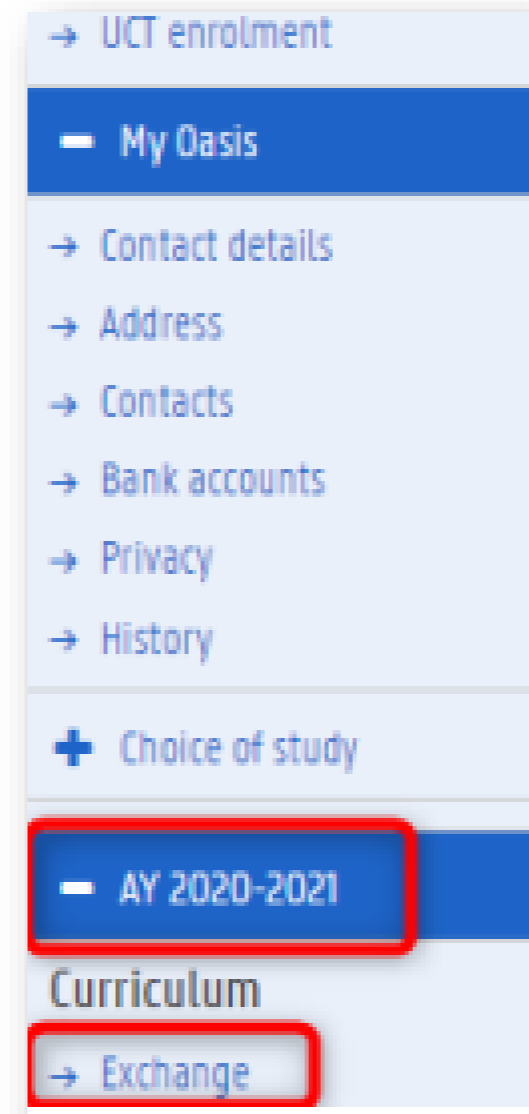 → UCT enrolment
− My Oasis
→ Contact details
→ Address
→ Contacts
→ Bank accounts
→ Privacy
→ History
+ Choice of study
− AY 2020-2021
Curriculum
→ Exchange